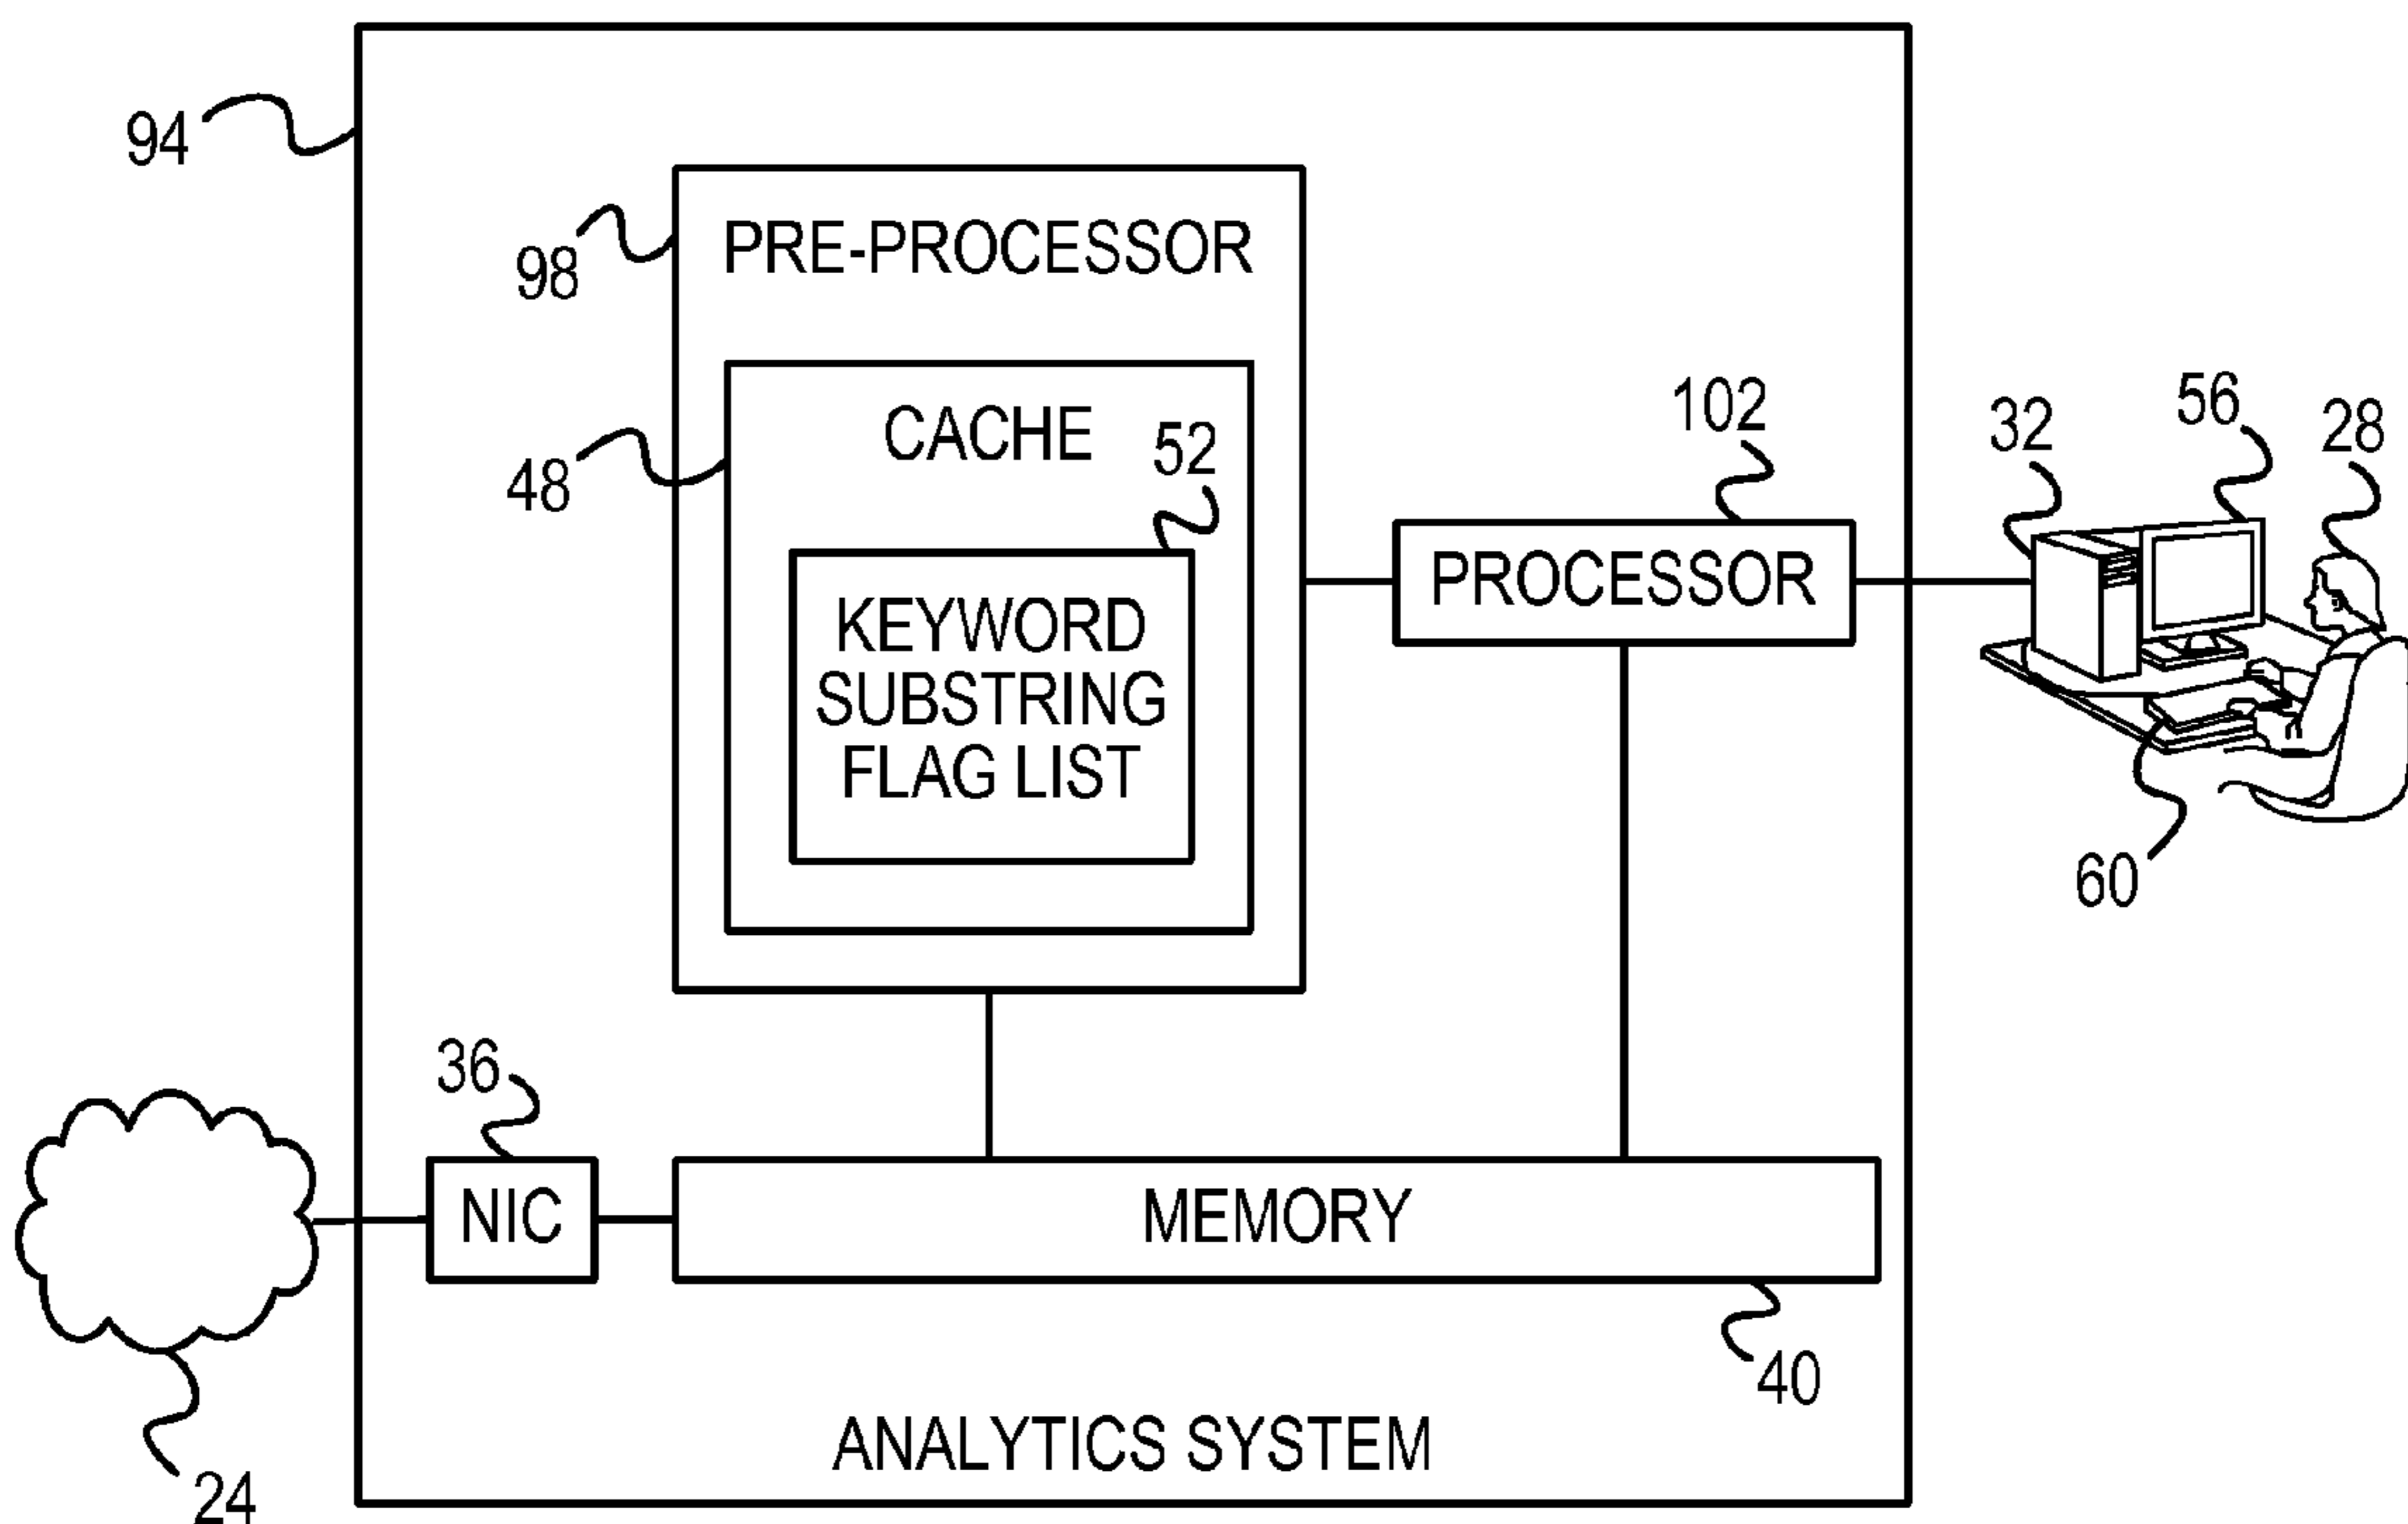 94
98
PRE-PROCESSOR
48
CACHE
52
KEYWORD
SUBSTRING
FLAG LIST
102
PROCESSOR
32
56
28
60
36
NIC
MEMORY
40
24
ANALYTICS SYSTEM